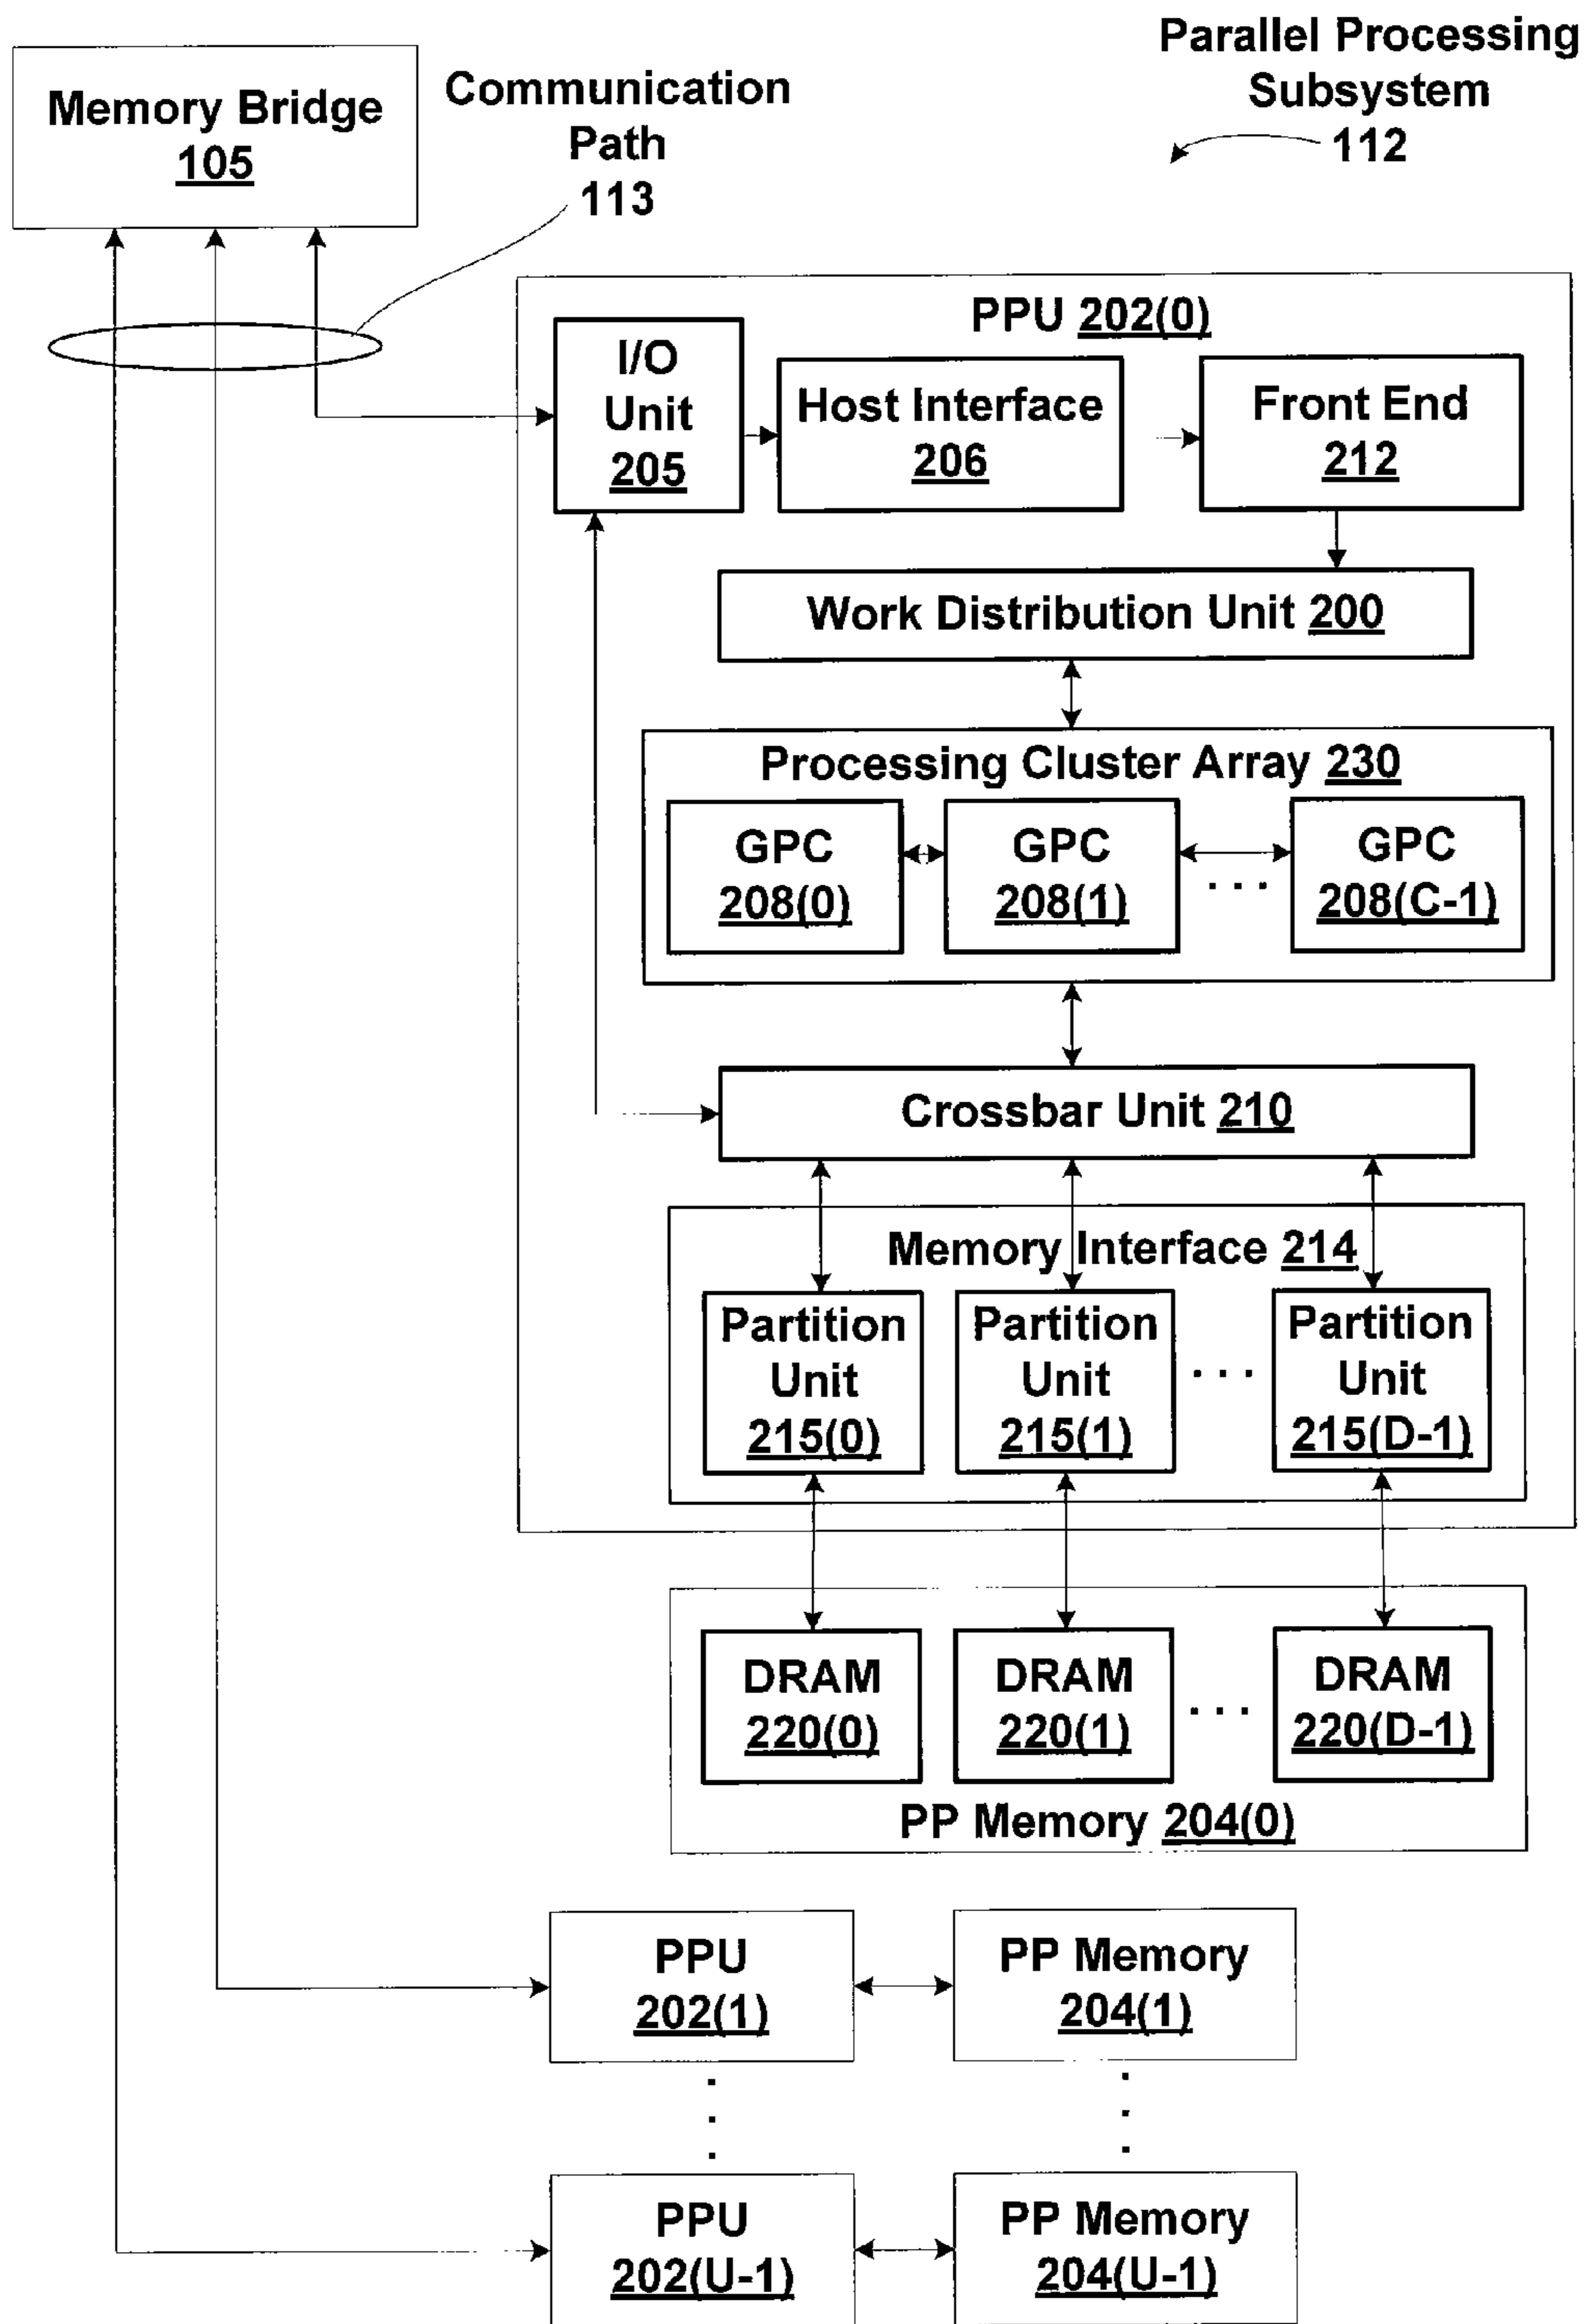 Parallel Processing
Subsystem
112
Memory Bridge
105
Communication
Path
113
PPU 202(0)
I/O
Unit
205
Host Interface
206
Front End
212
Work Distribution Unit 200
Processing Cluster Array 230
GPC
208(0)
GPC
208(1)
. . .
GPC
208(C-1)
Crossbar Unit 210
Memory Interface 214
Partition
Unit
215(0)
Partition
Unit
215(1)
. . .
Partition
Unit
215(D-1)
DRAM
220(0)
DRAM
220(1)
. . .
DRAM
220(D-1)
PP Memory 204(0)
PPU
202(1)
PP Memory
204(1)
PPU
202(U-1)
PP Memory
204(U-1)